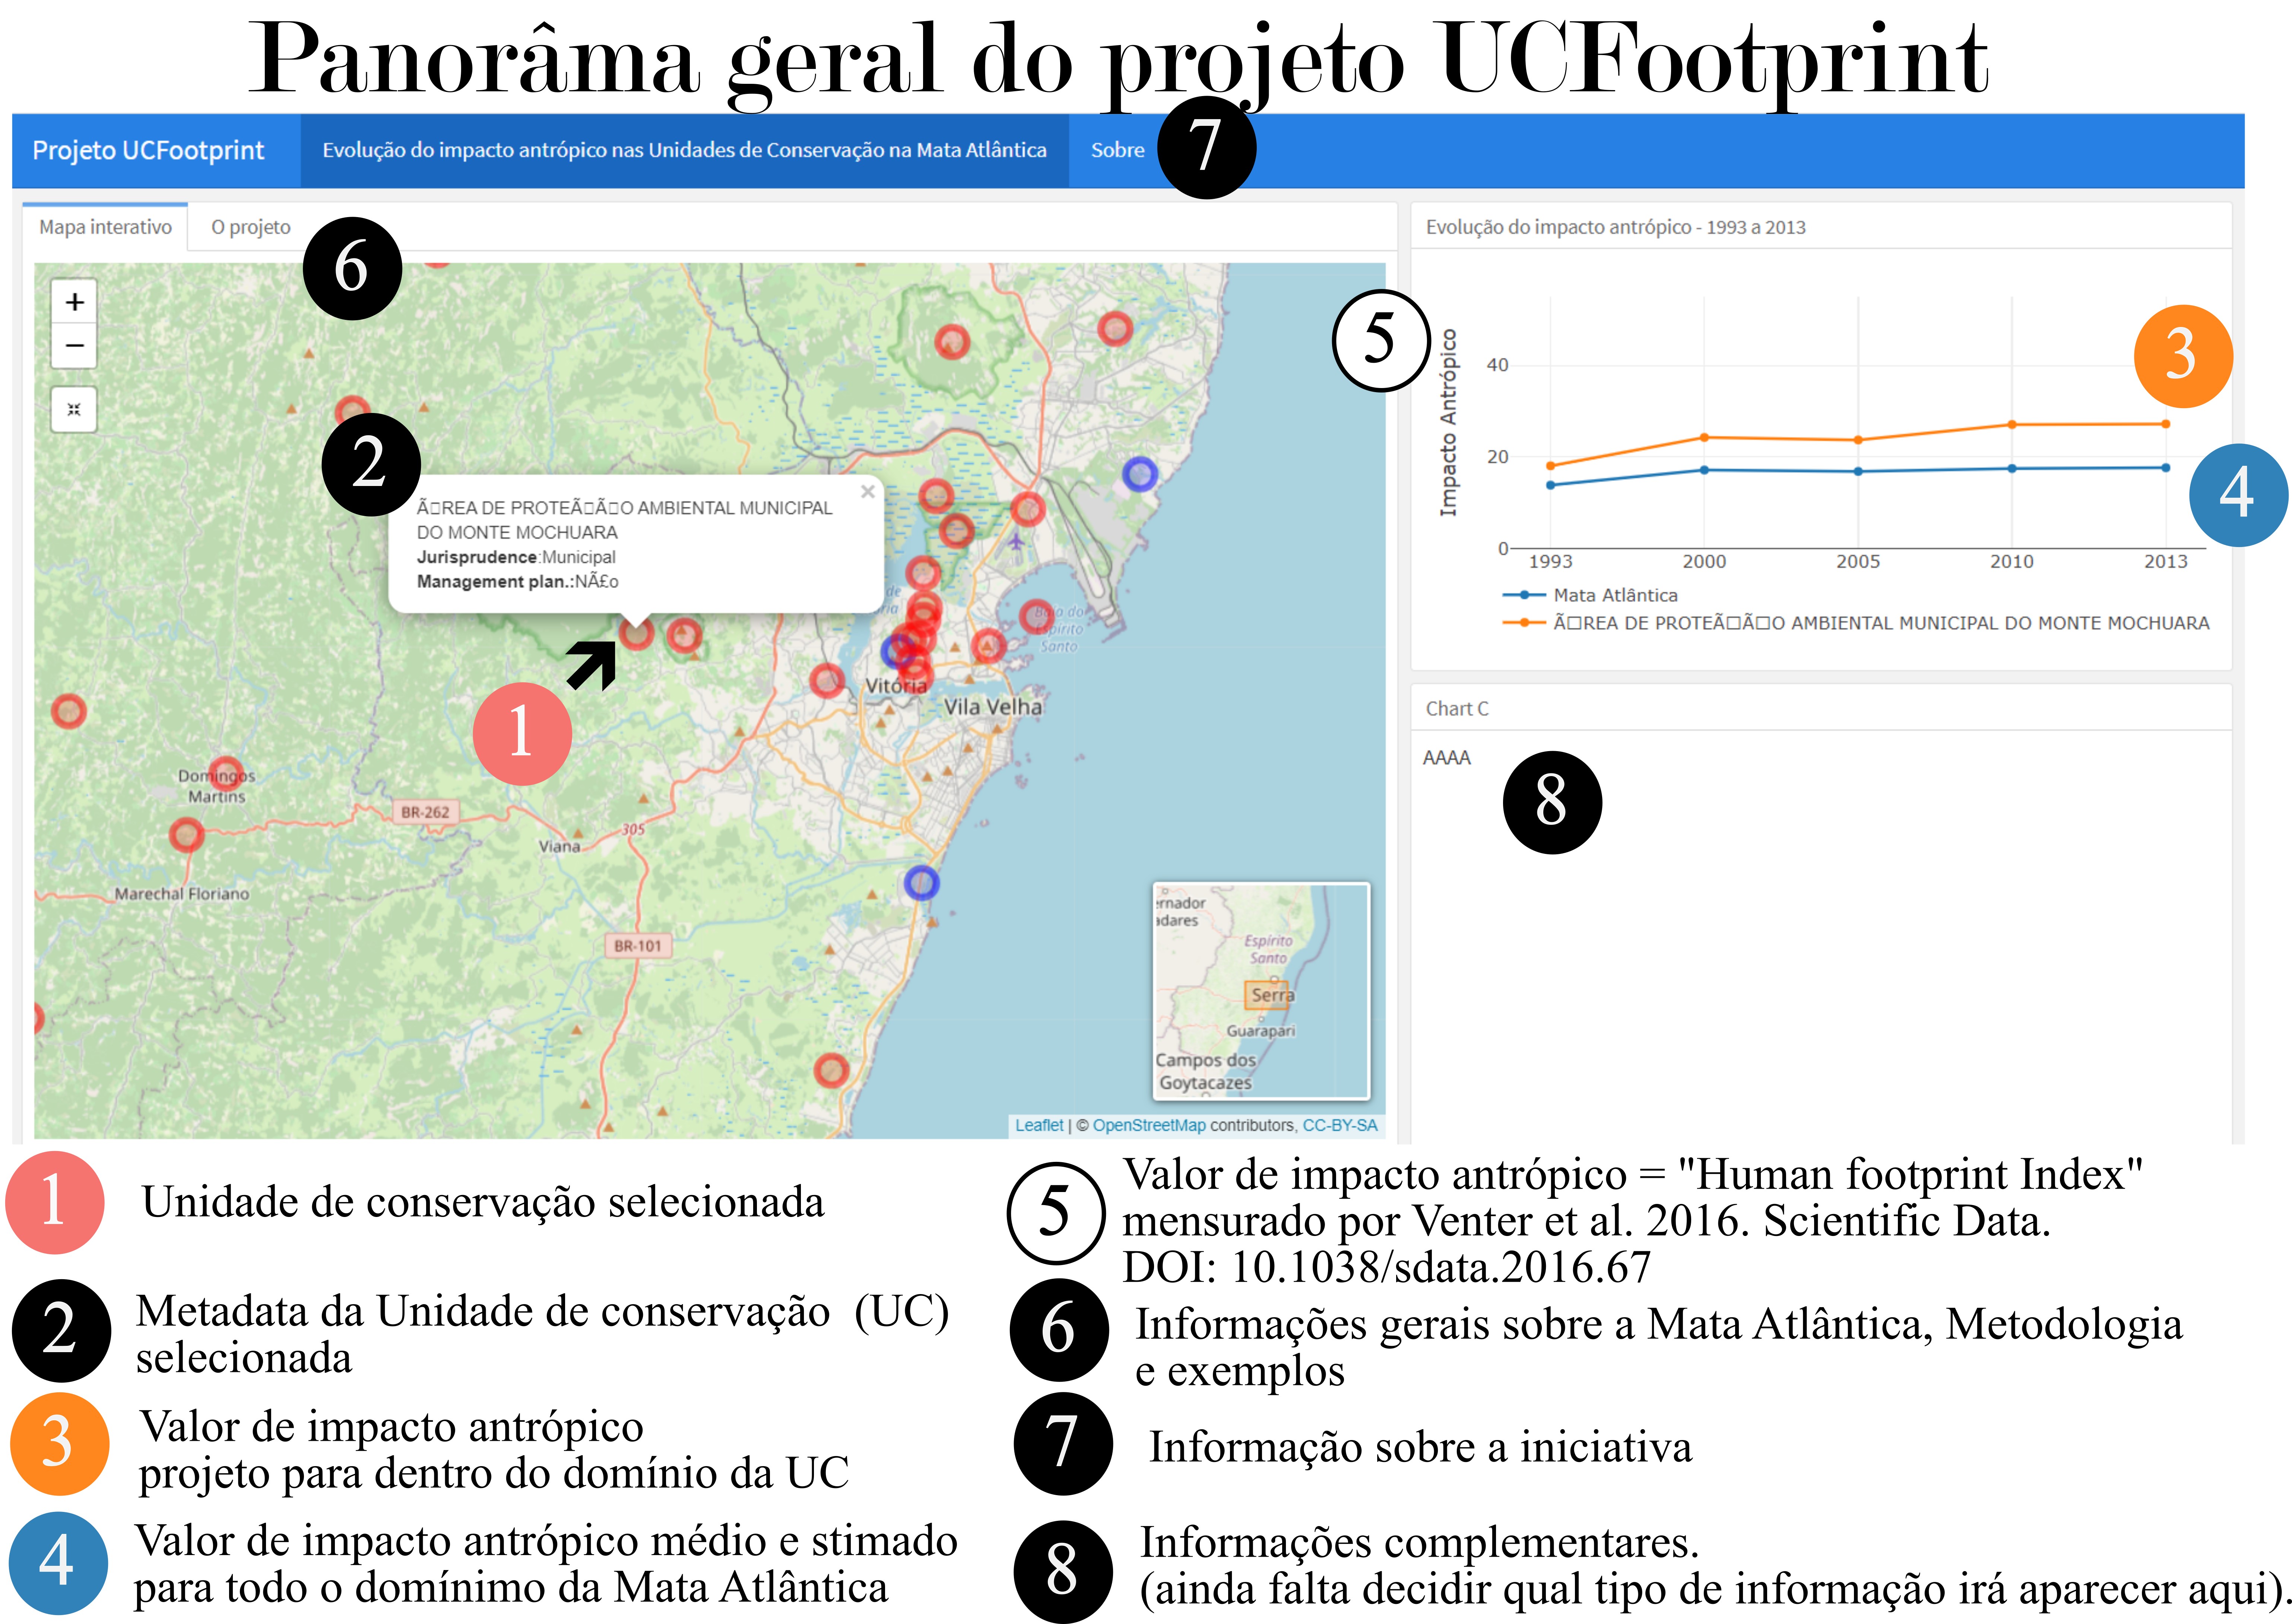 Panorâma geral do projeto UCFootprint
Projeto UCFootprint
Evolução do impacto antrópico nas Unidades de Conservação na Mata Atlântica
Sobre
7
Mapa interativo
O projeto
6
+
−
2
Ã□REA DE PROTEÃ□Ã□O AMBIENTAL MUNICIPAL
DO MONTE MOCHUARA
Jurisprudence:Municipal
Management plan.:NÃ£o
×
1
Vitória
Vila Velha
Baía do
Espírito
Santo
Domingos
Martins
BR-262
305
Viana
Marechal Floriano
BR-101
Espírito
Santo
Serra
Guarapari
Campos dos
Goytacazes
Leaflet | © OpenStreetMap contributors, CC-BY-SA
Evolução do impacto antrópico - 1993 a 2013
5
Impacto Antrópico
40
20
0
1993
2000
2005
2010
2013
3
4
Mata Atlântica
Ã□REA DE PROTEÃ□Ã□O AMBIENTAL MUNICIPAL DO MONTE MOCHUARA
Chart C
AAAA
8
1
Unidade de conservação selecionada
2
Metadata da Unidade de conservação (UC)
selecionada
3
Valor de impacto antrópico
projeto para dentro do domínio da UC
4
Valor de impacto antrópico médio e stimado
para todo o domínimo da Mata Atlântica
5
Valor de impacto antrópico = "Human footprint Index"
mensurado por Venter et al. 2016. Scientific Data.
DOI: 10.1038/sdata.2016.67
6
Informações gerais sobre a Mata Atlântica, Metodologia
e exemplos
7
Informação sobre a iniciativa
8
Informações complementares.
(ainda falta decidir qual tipo de informação irá aparecer aqui).